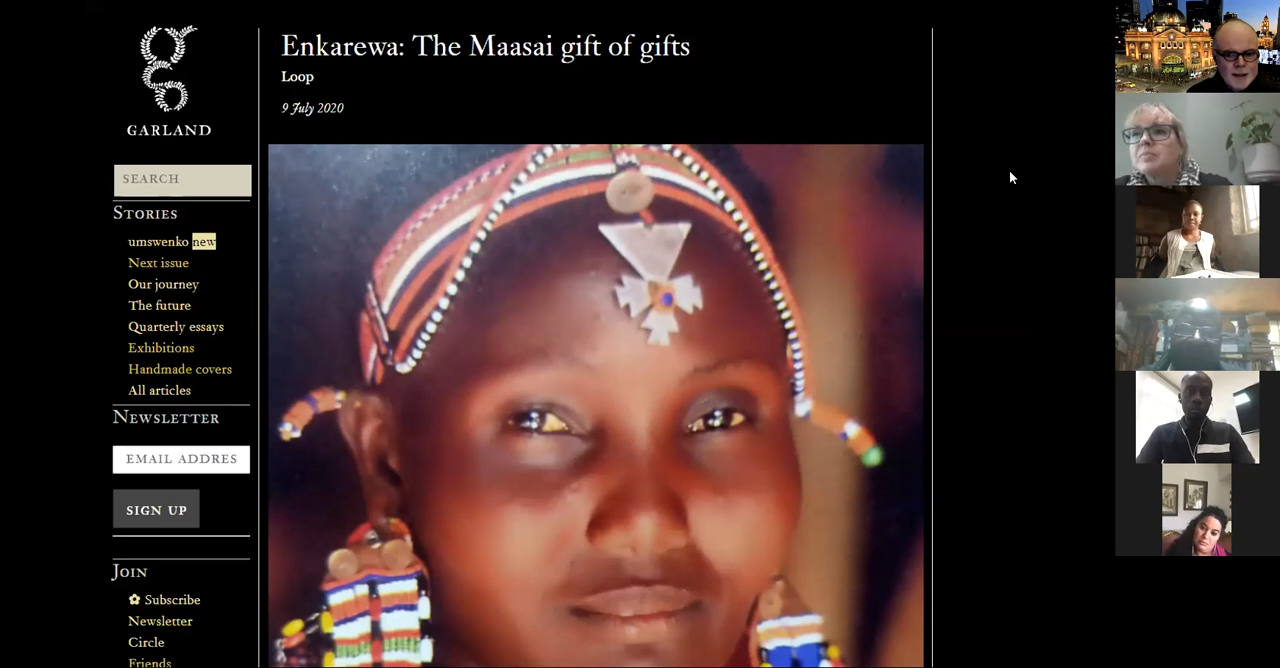 GARLAND
SEARCH
Stories
umswenko new
Next issue
Our journey
The future
Quarterly essays
Exhibitions
Handmade covers
All articles
Newsletter
EMAIL ADDRES
SIGN UP
Join
✿ Subscribe
Newsletter
Circle
Friends
Enkarewa: The Maasai gift of gifts
Loop
9 July 2020